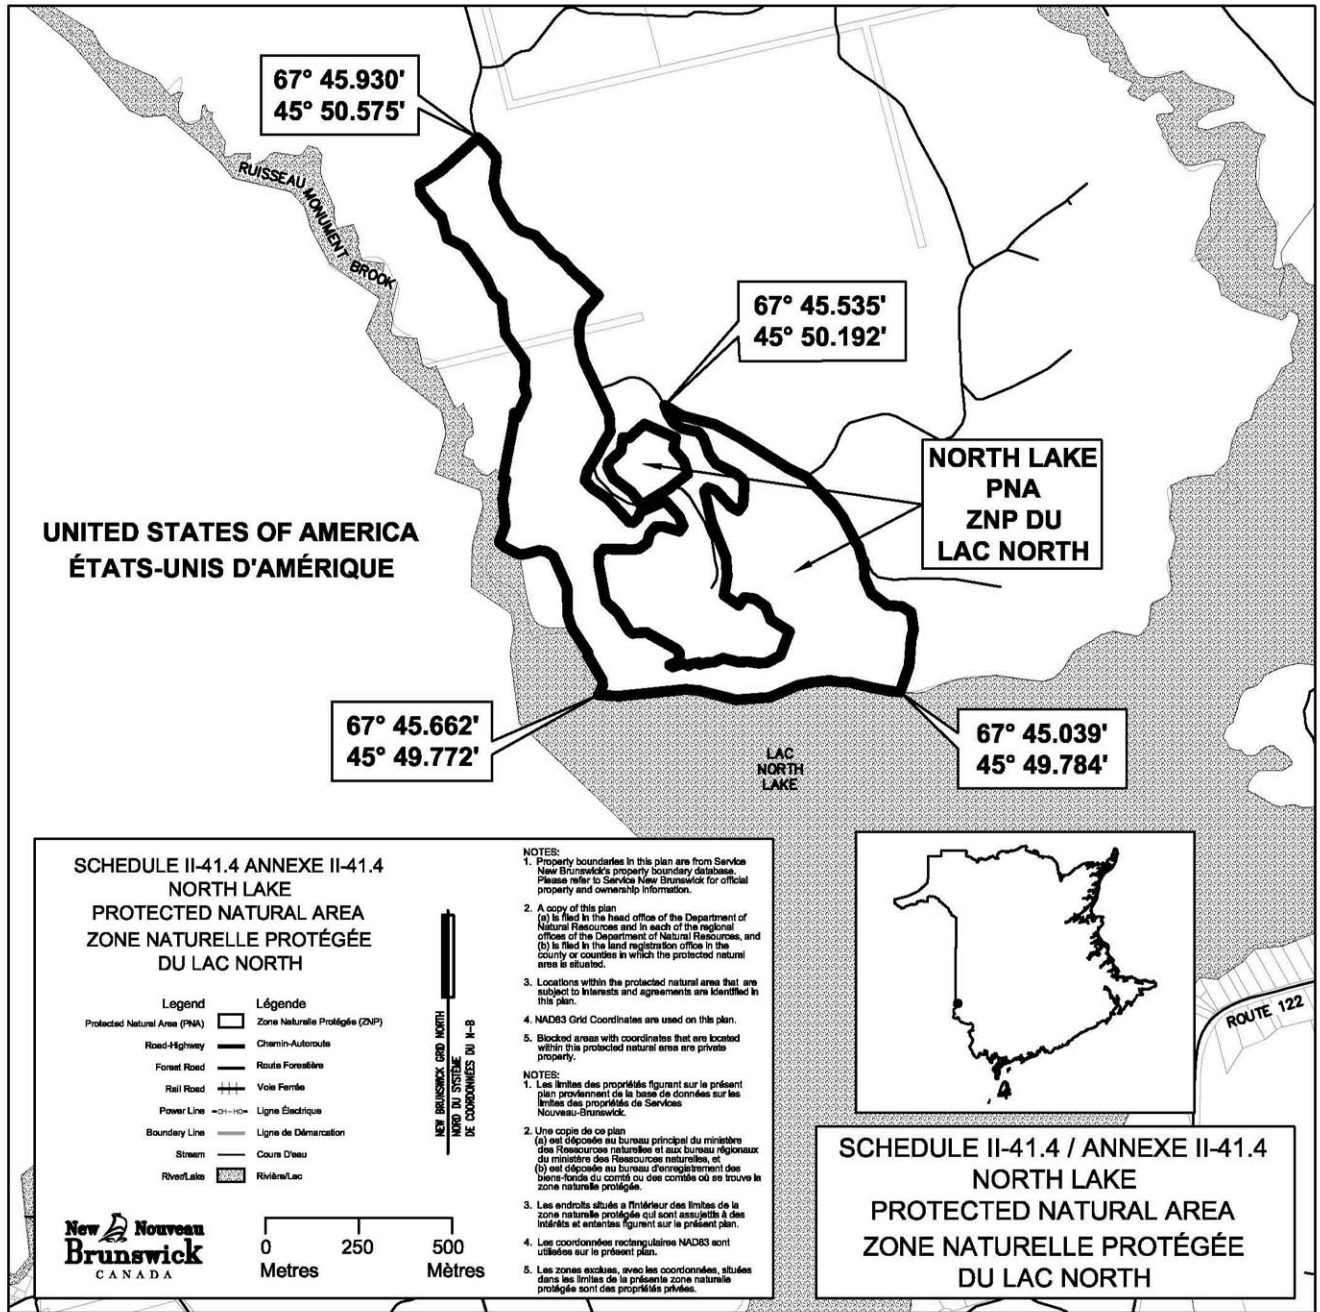 67° 45.930'
45° 50.575'
RUISSEAU MONUMENT BROOK
67° 45.535'
45° 50.192'
NORTH LAKE
PNA
ZNP DU
LAC NORTH
UNITED STATES OF AMERICA
ÉTATS-UNIS D'AMÉRIQUE
67° 45.662'
45° 49.772'
67° 45.039'
45° 49.784'
LAC
NORTH
LAKE
ROUTE 122
SCHEDULE II-41.4 ANNEXE II-41.4
NORTH LAKE
PROTECTED NATURAL AREA
ZONE NATURELLE PROTÉGÉE
DU LAC NORTH
Legend Légende
Protected Natural Area (PNA) Zone Naturelle Protégée (ZNP)
Road-Highway Chemin-Autoroute
Forest Road Route Forestière
Rail Road Voie Ferrée
Power Line OH-HO Ligne Électrique
Boundary Line Ligne de Démarcation
Stream Cours D'eau
River/Lake Rivière/Lac
NEW BRUNSWICK GRID NORTH
NORD DU SYSTÈME
DE COORDONNÉES DU N-B
New Nouveau
Brunswick
CANADA
0 250 500
Metres Mètres
NOTES:
1. Property boundaries in this plan are from Service
New Brunswick's property boundary database.
Please refer to Service New Brunswick for official
property and ownership information.
2. A copy of this plan
(a) is filed in the head office of the Department of
Natural Resources and in each of the regional
offices of the Department of Natural Resources, and
(b) is filed in the land registration office in the
county or counties in which the protected natural
area is situated.
3. Locations within the protected natural area that are
subject to interests and agreements are identified in
this plan.
4. NAD83 Grid Coordinates are used on this plan.
5. Blocked areas with coordinates that are located
within this protected natural area are private
property.
NOTES:
1. Les limites des propriétés figurant sur le présent
plan proviennent de la base de données sur les
limites des propriétés de Services
Nouveau-Brunswick.
2. Une copie de ce plan
(a) est déposée au bureau principal du ministère
des Ressources naturelles et aux bureau régionaux
du ministère des Ressources naturelles, et
(b) est déposée au bureau d'enregistrement des
biens-fonds du comté ou des comtés où se trouve la
zone naturelle protégée.
3. Les endroits situés a l'intérieur des limites de la
zone naturelle protégée qui sont assujettis à des
intérêts et ententes figurent sur le présent plan.
4. Les coordonnées rectangulaires NAD83 sont
utilisées sur le présent plan.
5. Les zones exclues, avec les coordonnées, situées
dans les limites de la présente zone naturelle
protégée sont des propriétés privées.
SCHEDULE II-41.4 / ANNEXE II-41.4
NORTH LAKE
PROTECTED NATURAL AREA
ZONE NATURELLE PROTÉGÉE
DU LAC NORTH